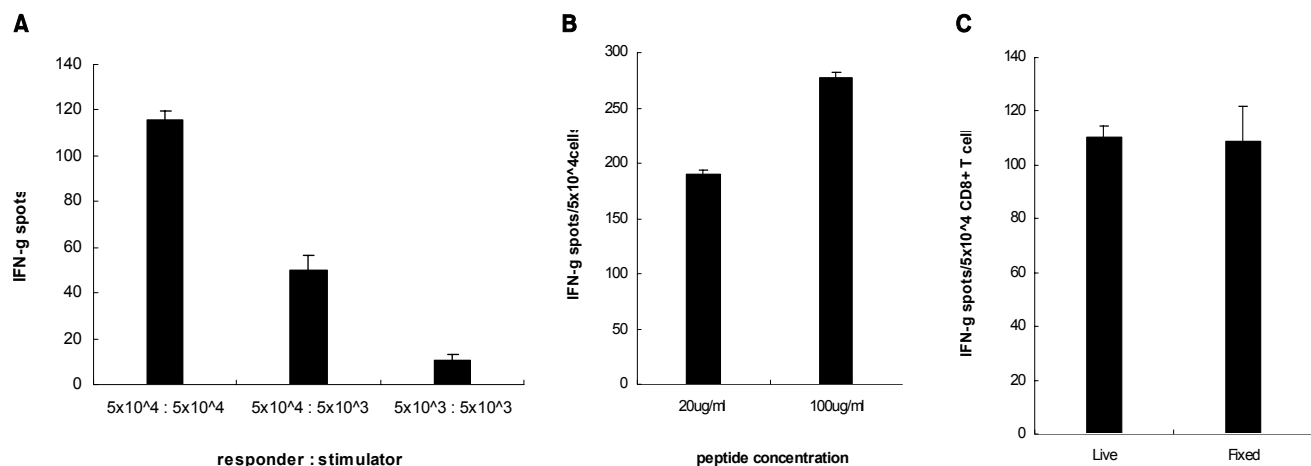 A
IFN-g spots
140
120
100
80
60
40
20
0
5x10^4 : 5x10^4
5x10^4 : 5x10^3
5x10^3 : 5x10^3
responder : stimulator
B
IFN-g spots/5x10^4cells
300
250
200
150
100
50
0
20ug/ml
100ug/ml
peptide concentration
C
IFN-g spots/5x10^4 CD8+ T cell
140
120
100
80
60
40
20
0
Live
Fixed